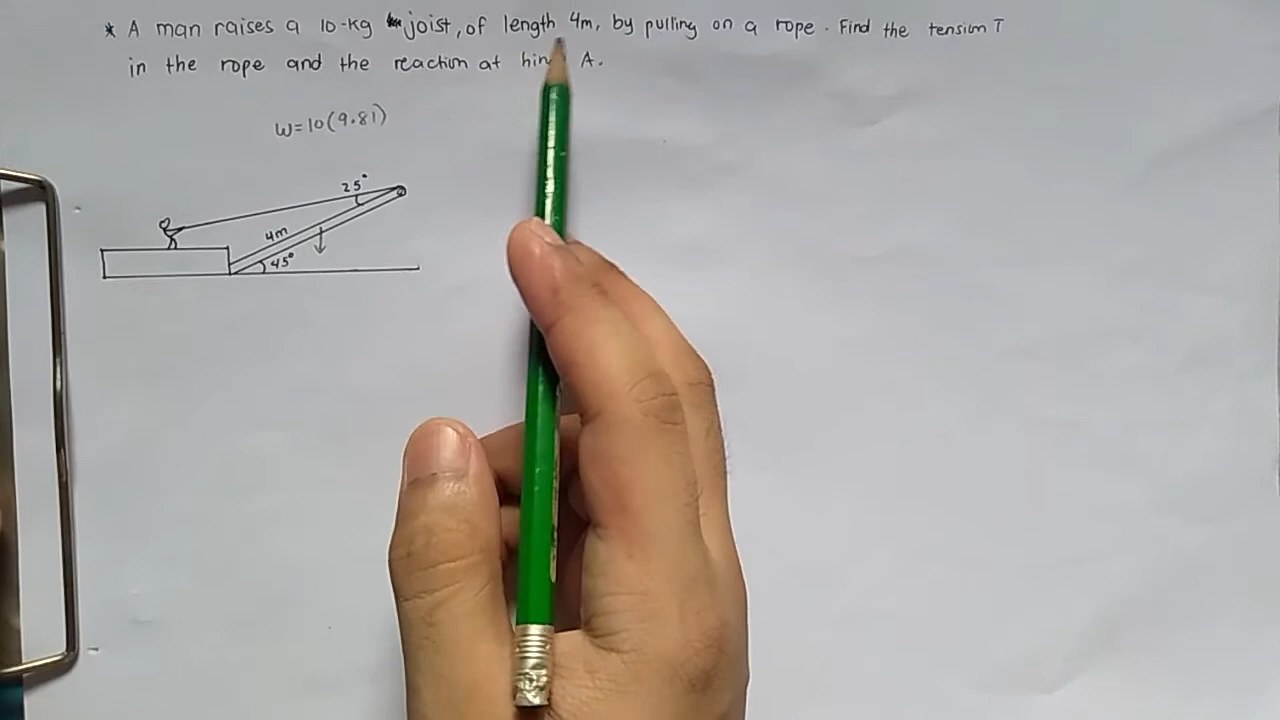 * A man raises a 10-kg joist, of length 4m, by pulling on a rope. Find the tension T
in the rope and the reaction at A.
W=10(9.81)
25°
4m
45°